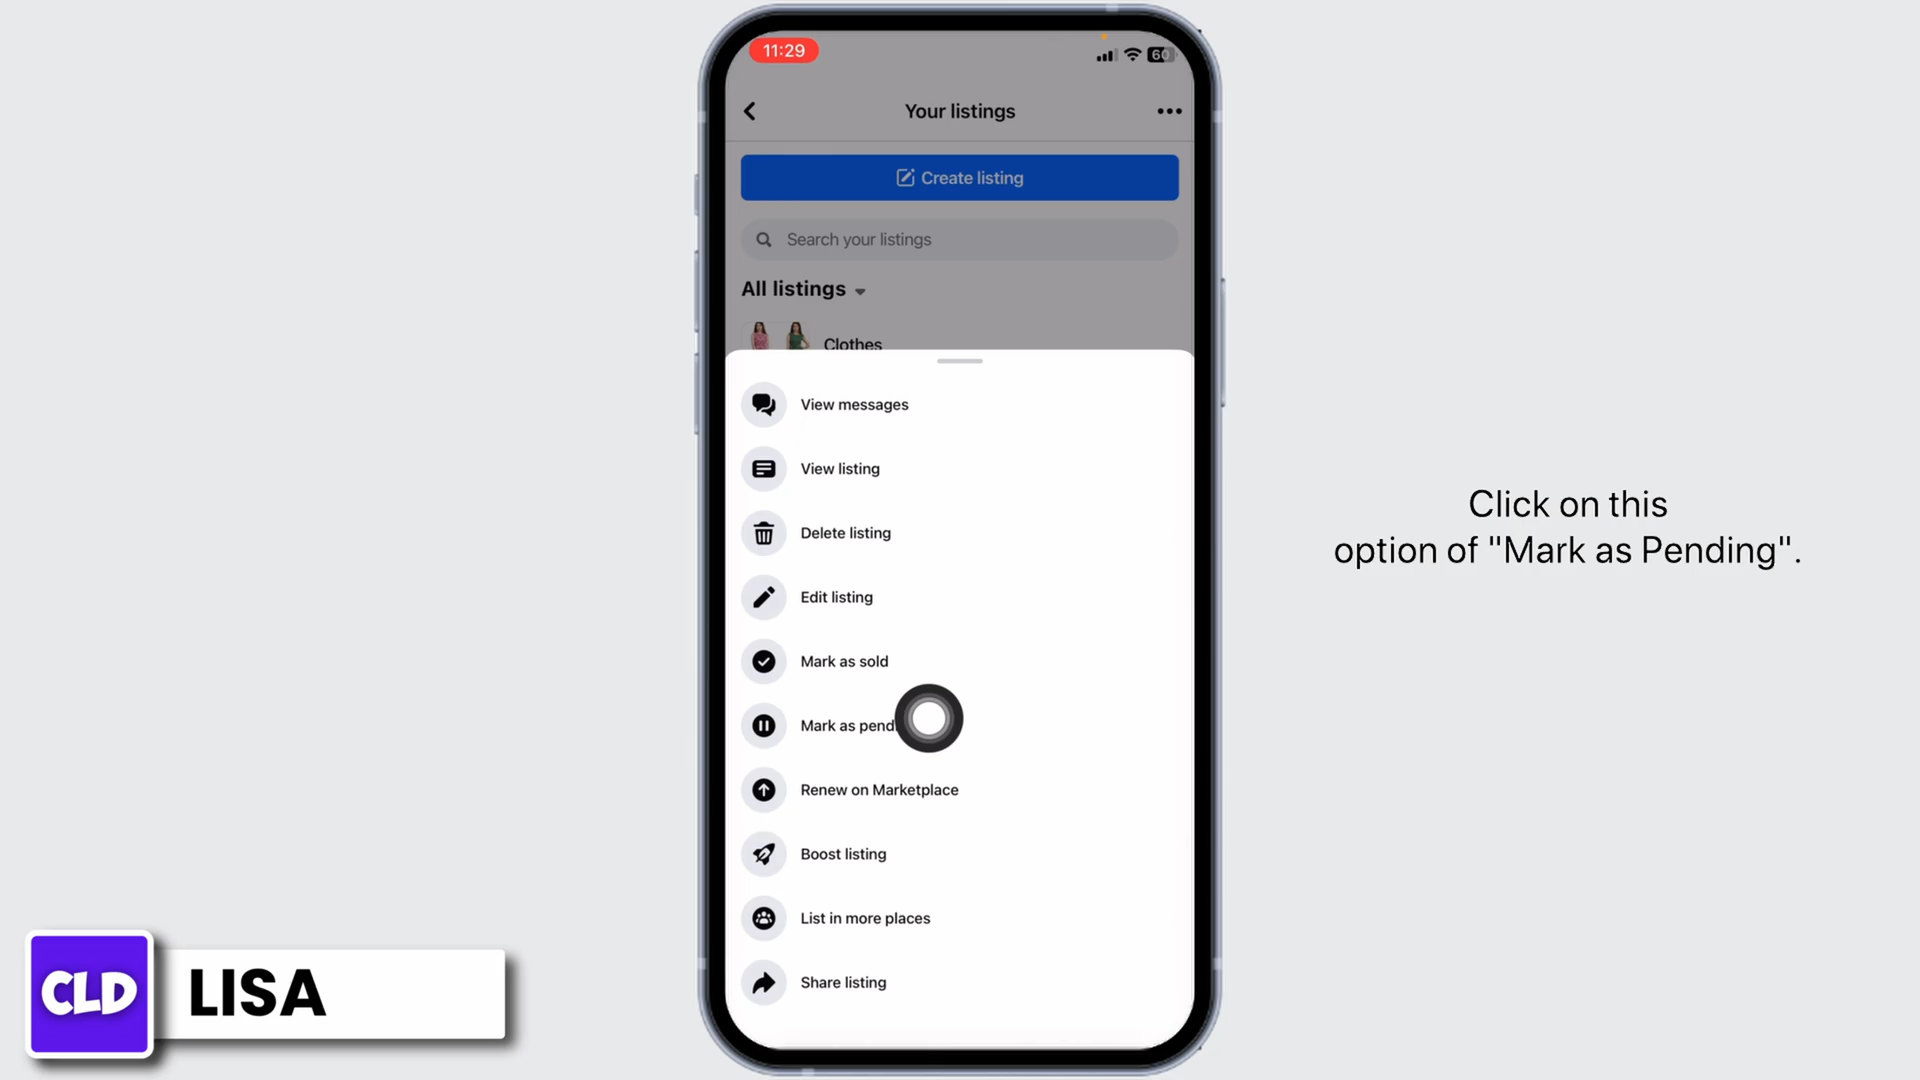 11:29
60
Your listings
Create listing
Search your listings
All listings
Clothes
View messages
View listing
Delete listing
Edit listing
Mark as sold
Mark as
Renew on Marketplace
Boost listing
List in more places
Share listing
Click on this
option of "Mark as Pending".
CLD
LISA